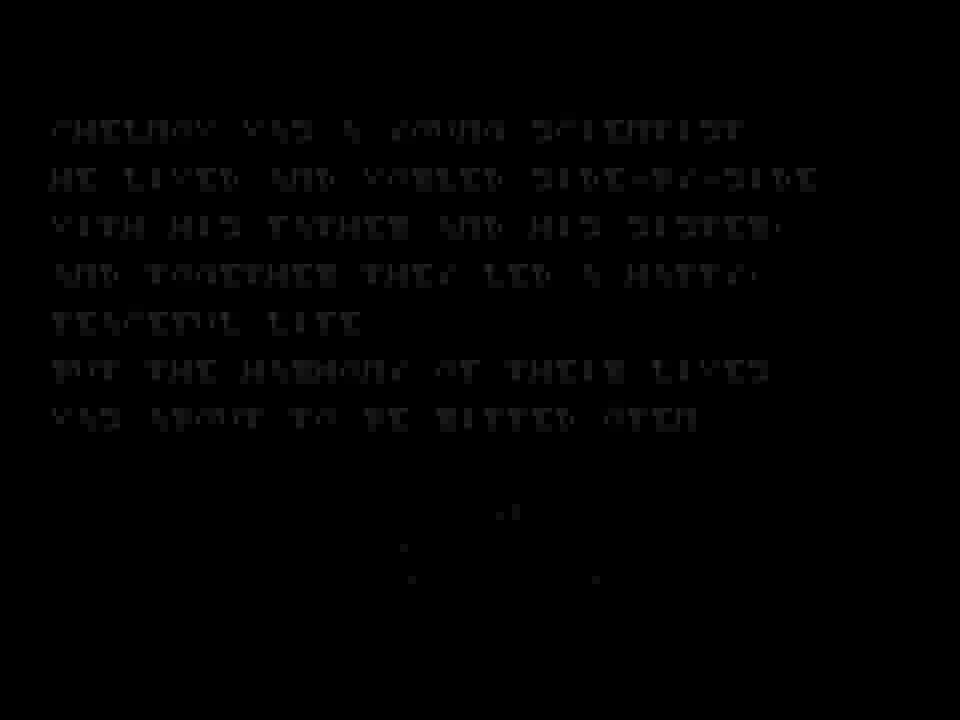 CHELNOV WAS A YOUNG SCIENTIST
HE LIVED AND WORKED SIDE-BY-SIDE
WITH HIS FATHER AND HIS SISTER,
AND TOGETHER THEY LED A HAPPY,
PEACEFUL LIFE
BUT THE HARMONY OF THEIR LIVES
WAS ABOUT TO BE RIPPED OPEN